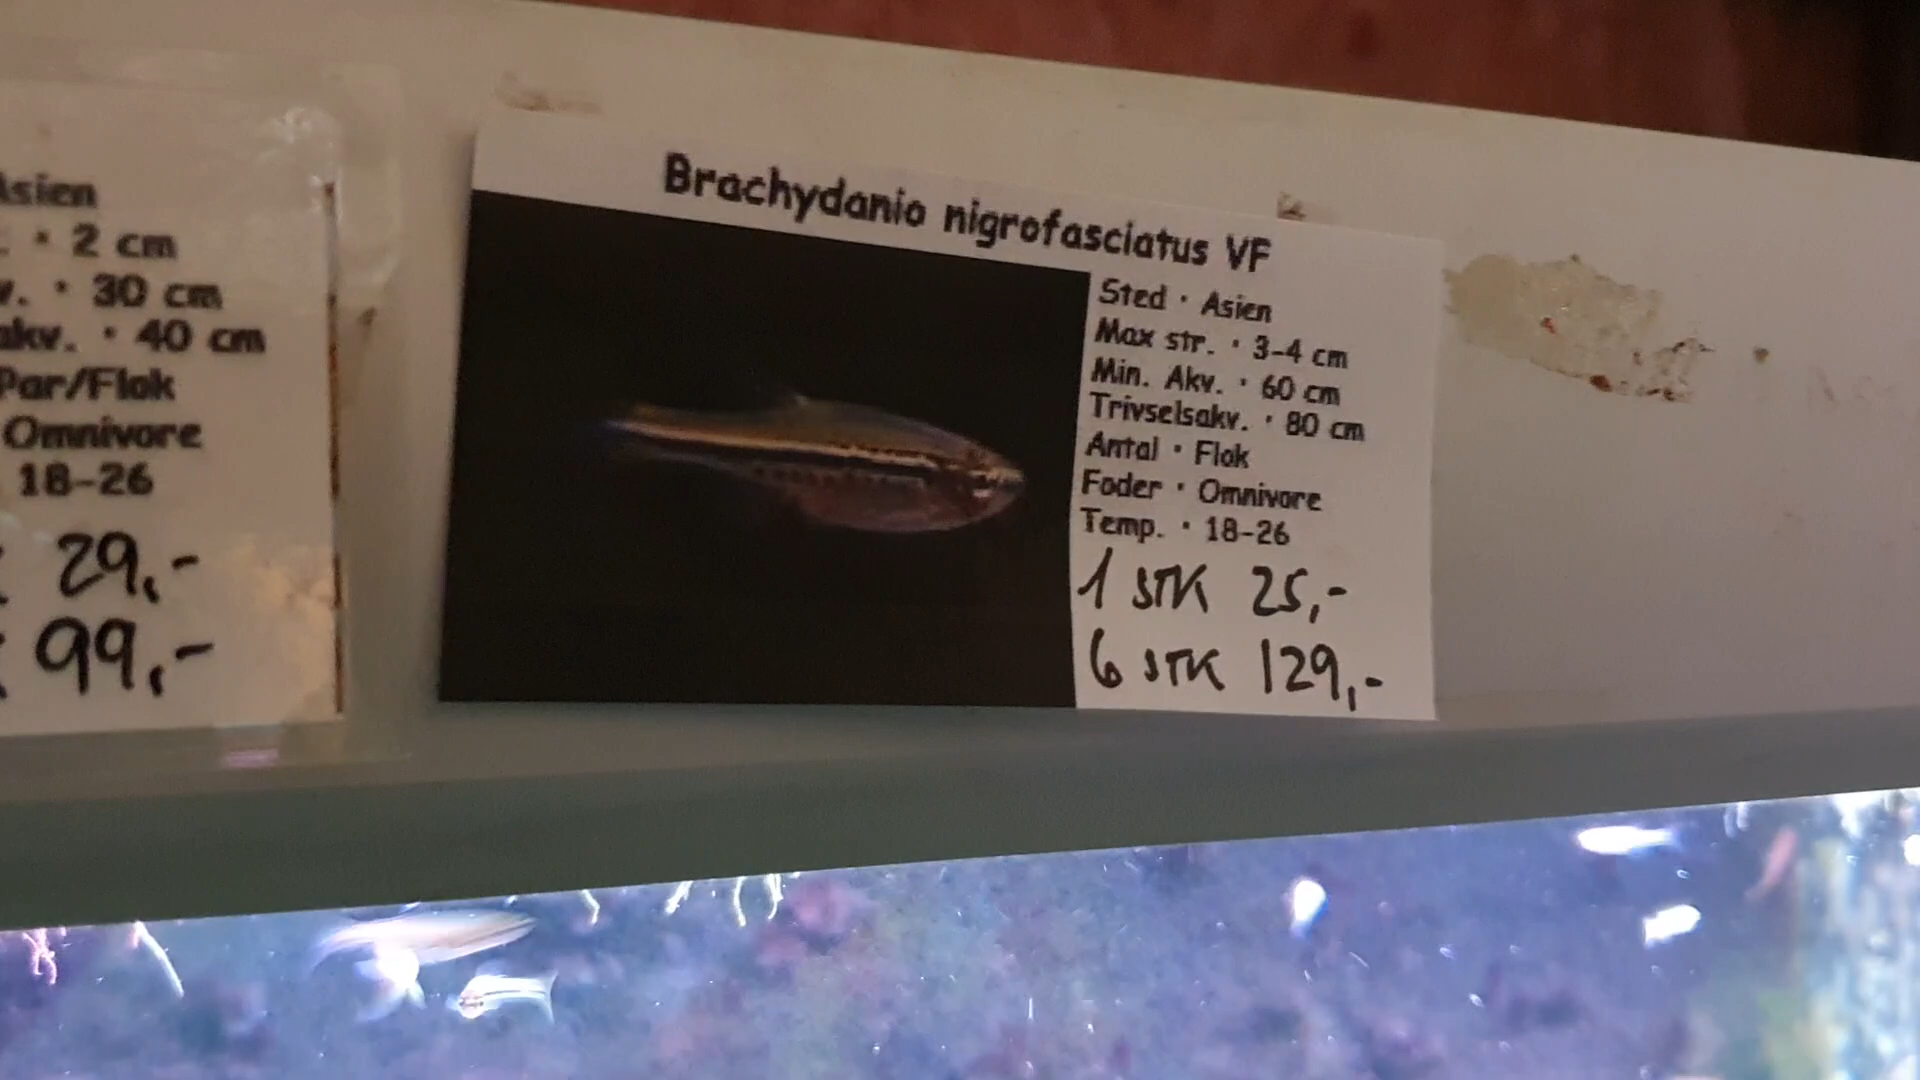 Asien
• 2 cm
v. • 30 cm
akv. • 40 cm
Par/Flok
Omnivore
18-26
29,-
99,-
Brachydanio nigrofasciatus VF
Sted • Asien
Max str. • 3-4 cm
Min. Akv. • 60 cm
Trivselsakv. • 80 cm
Antal • Flok
Foder • Omnivore
Temp. • 18-26
1 STK 25,-
6 STK 129,-